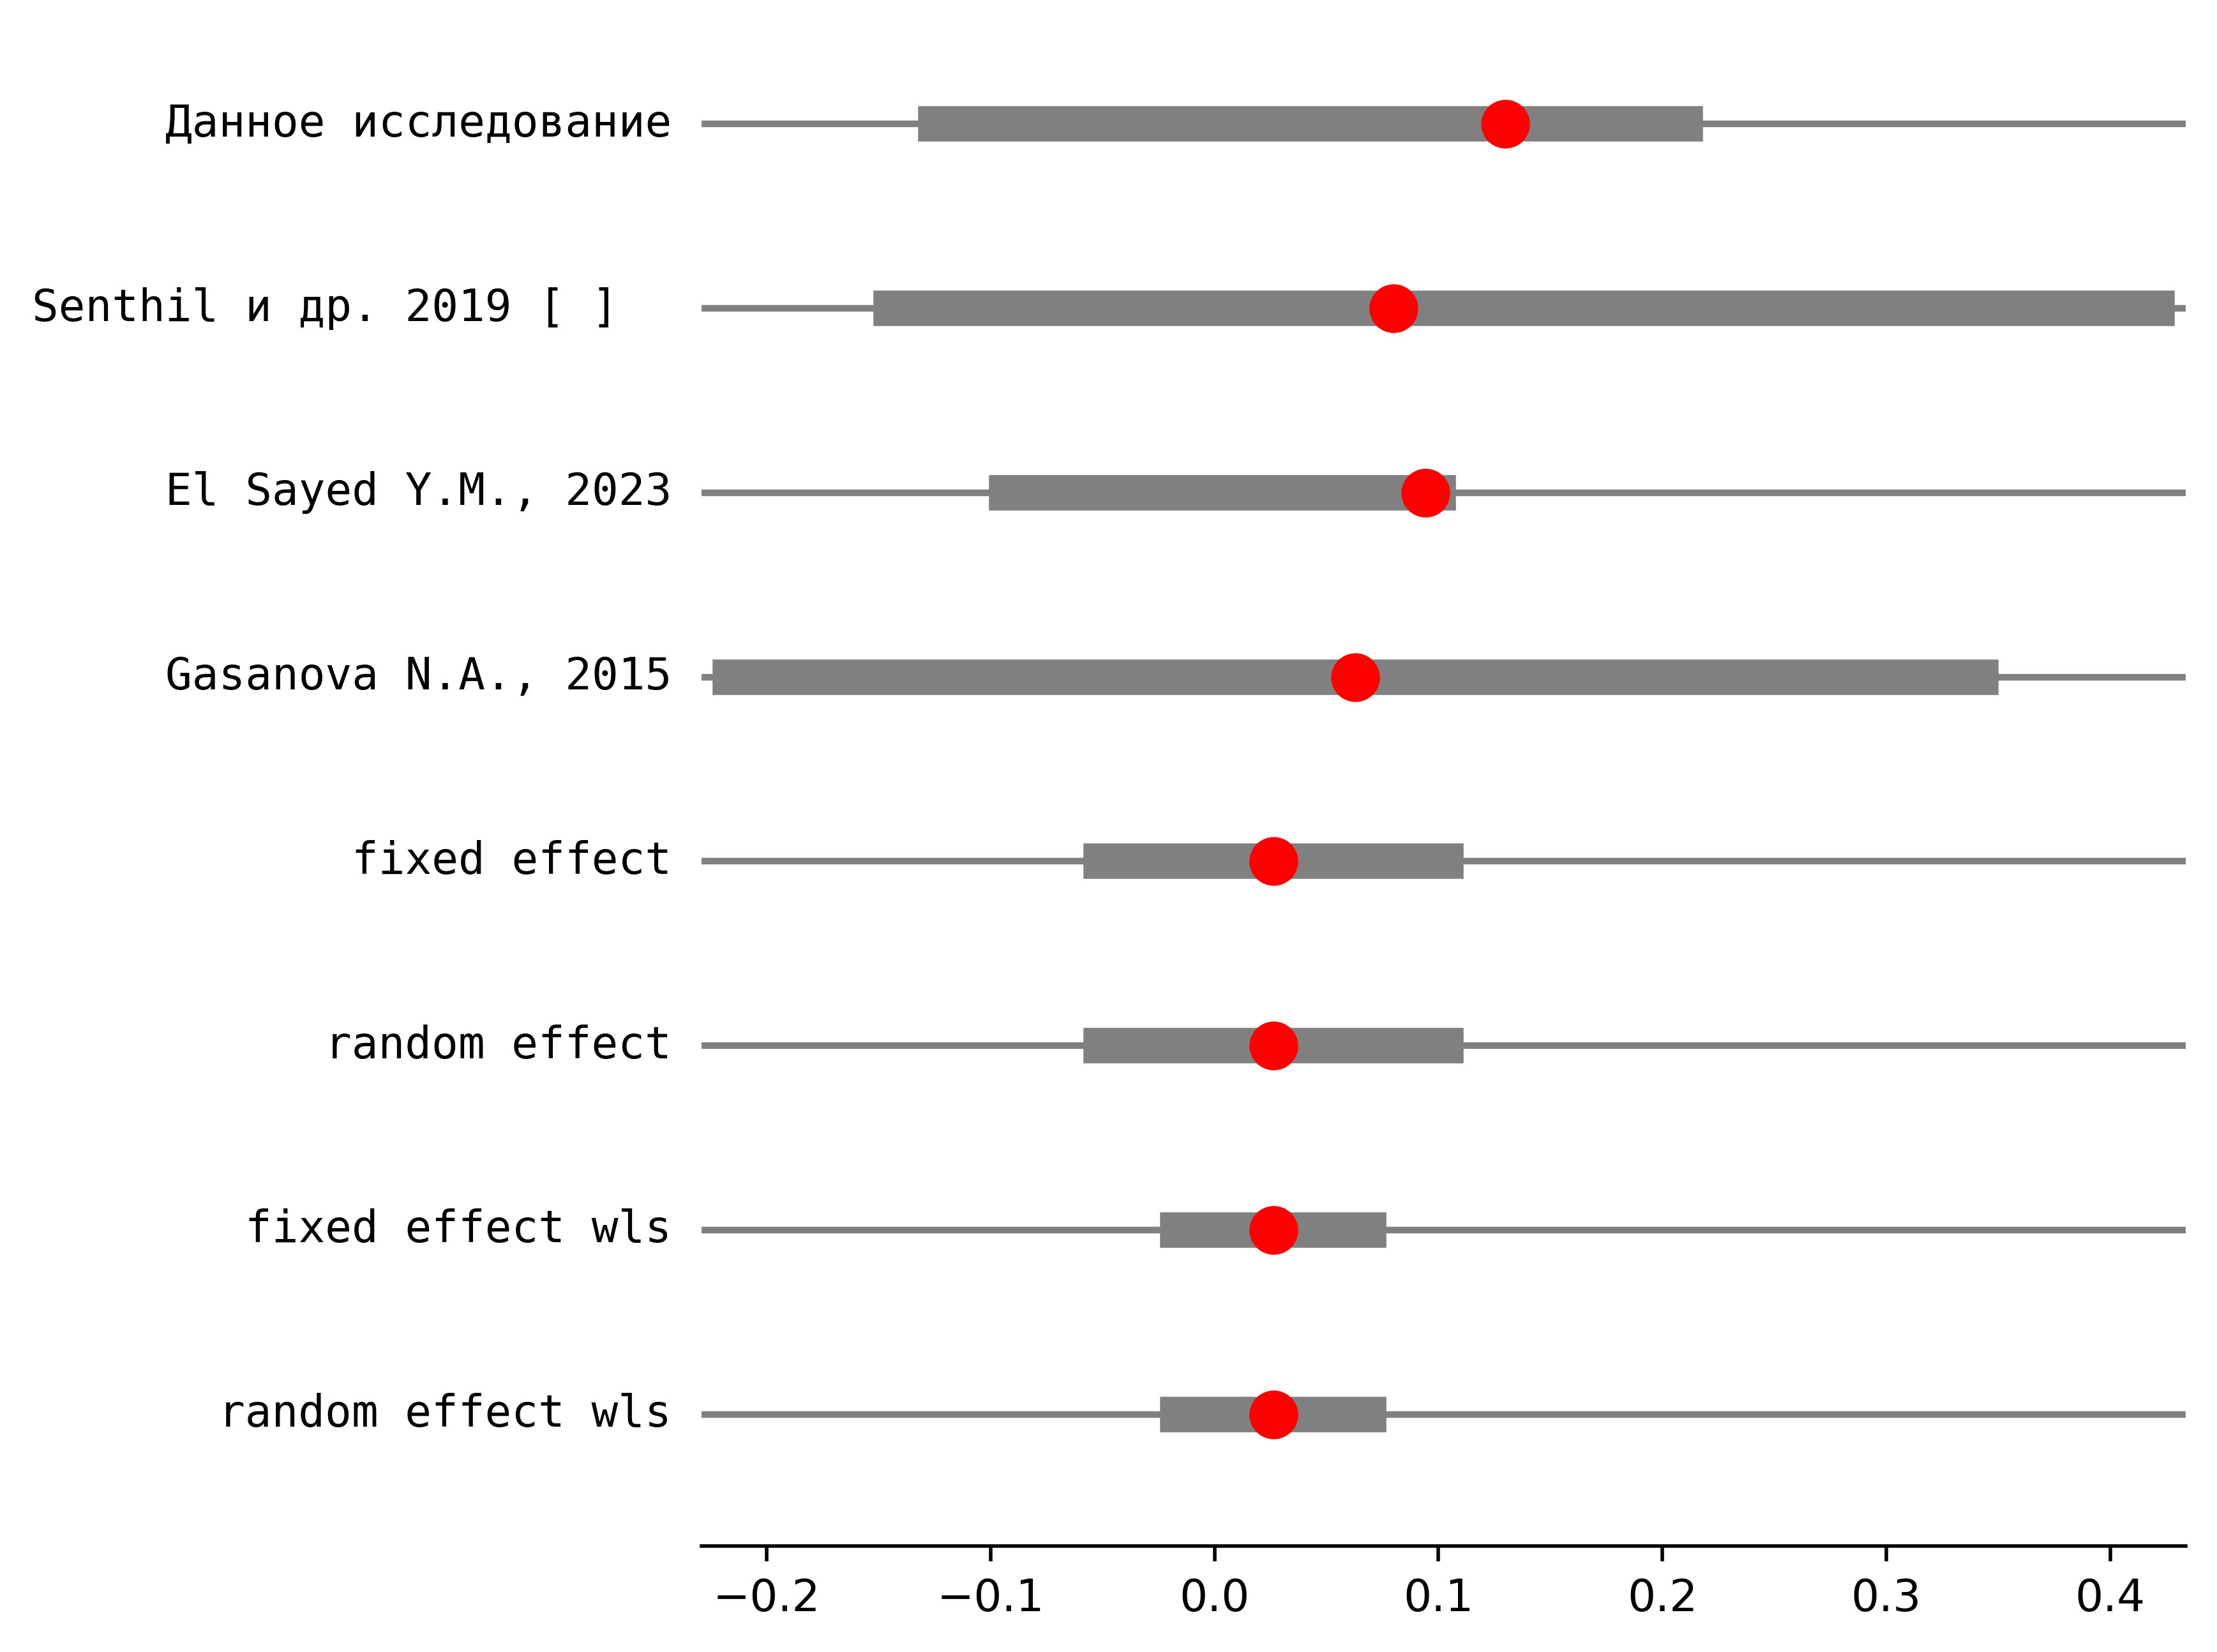 Данное исследование
Senthil и др. 2019 [ ]
El Sayed Y.M., 2023
Gasanova N.A., 2015
fixed effect
random effect
fixed effect wls
random effect wls
−0.2 −0.1 0.0 0.1 0.2 0.3 0.4